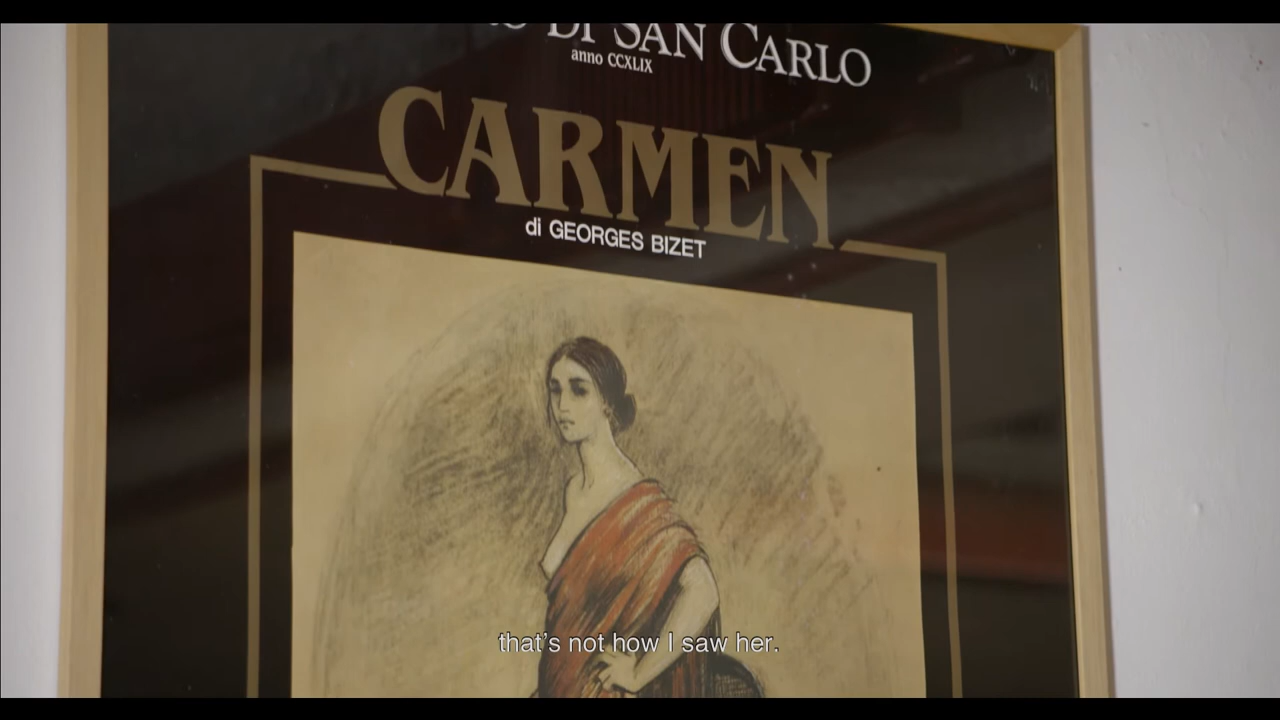 DI SAN CARLO
anno CCXLIX
CARMEN
di GEORGES BIZET
that's not how I saw her.